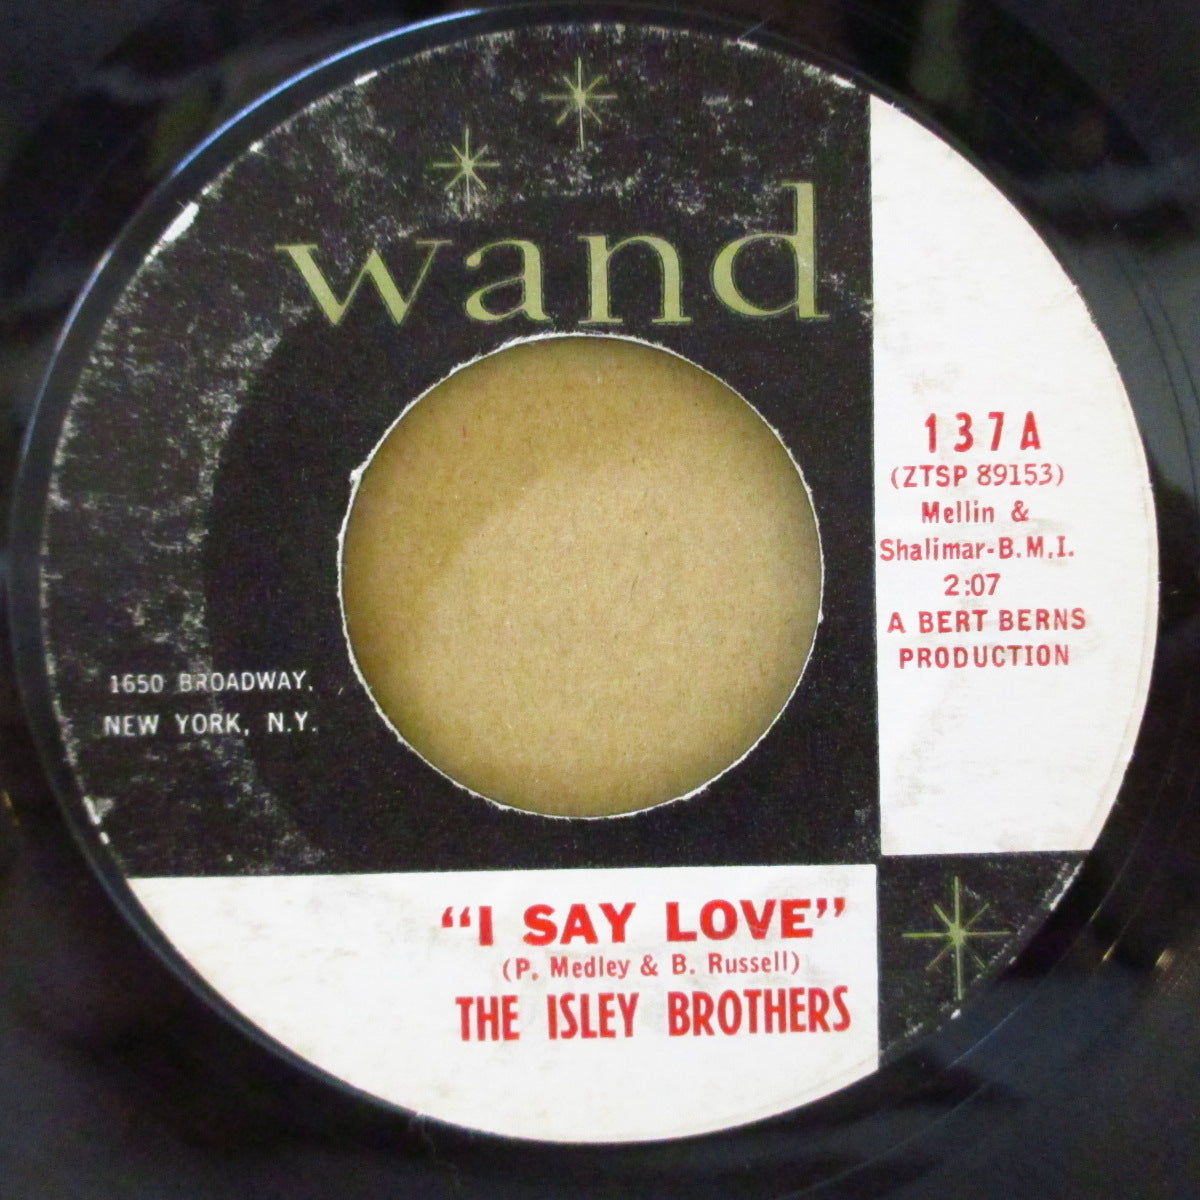 wand
137A
(ZTSP 89153)
Mellin &
Shalimar-B.M.I.
2:07
A BERT BERNS
PRODUCTION
1650 BROADWAY,
NEW YORK, N.Y.
"I SAY LOVE"
(P. Medley & B. Russell)
THE ISLEY BROTHERS